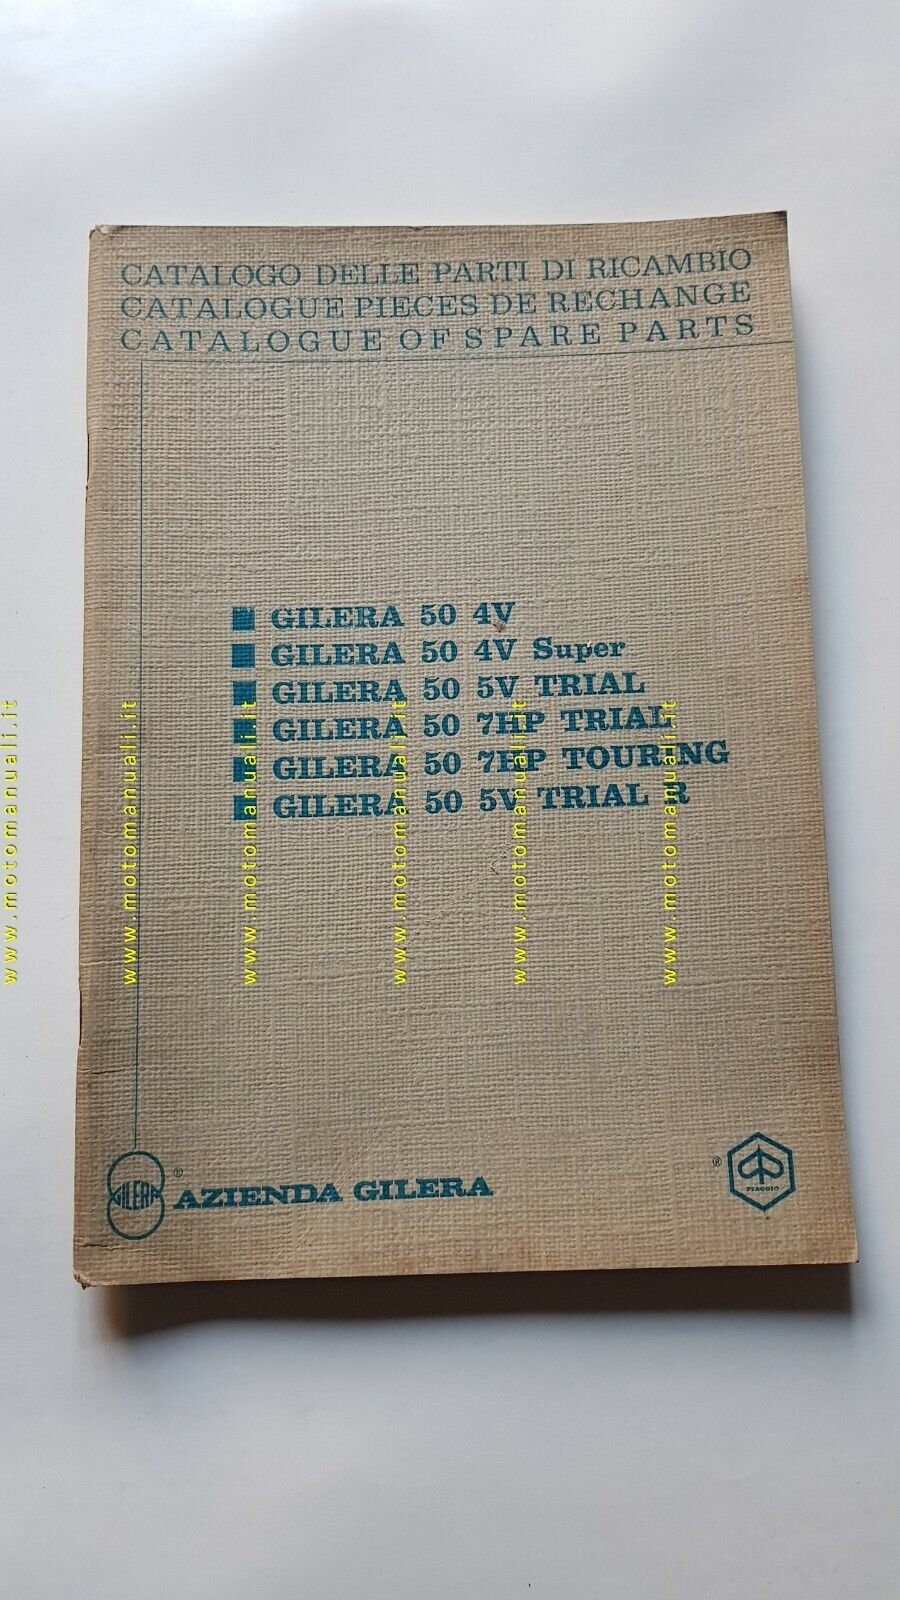 CATALOGO DELLE PARTI DI RICAMBIO
CATALOGUE PIECES DE RECHANGE
CATALOGUE OF SPARE PARTS
GILERA 50 4V
GILERA 50 4V Super
GILERA 50 5V TRIAL
GILERA 50 7HP TRIAL
GILERA 50 7HP TOURING
GILERA 50 5V TRIAL R
www.motomanuali.it
www.motomanuali.it
www.motomanuali.it
www.motomanuali.it
www.motomanuali.it
www.motomanuali.it
GILERA ® AZIENDA GILERA
® PIAGGIO